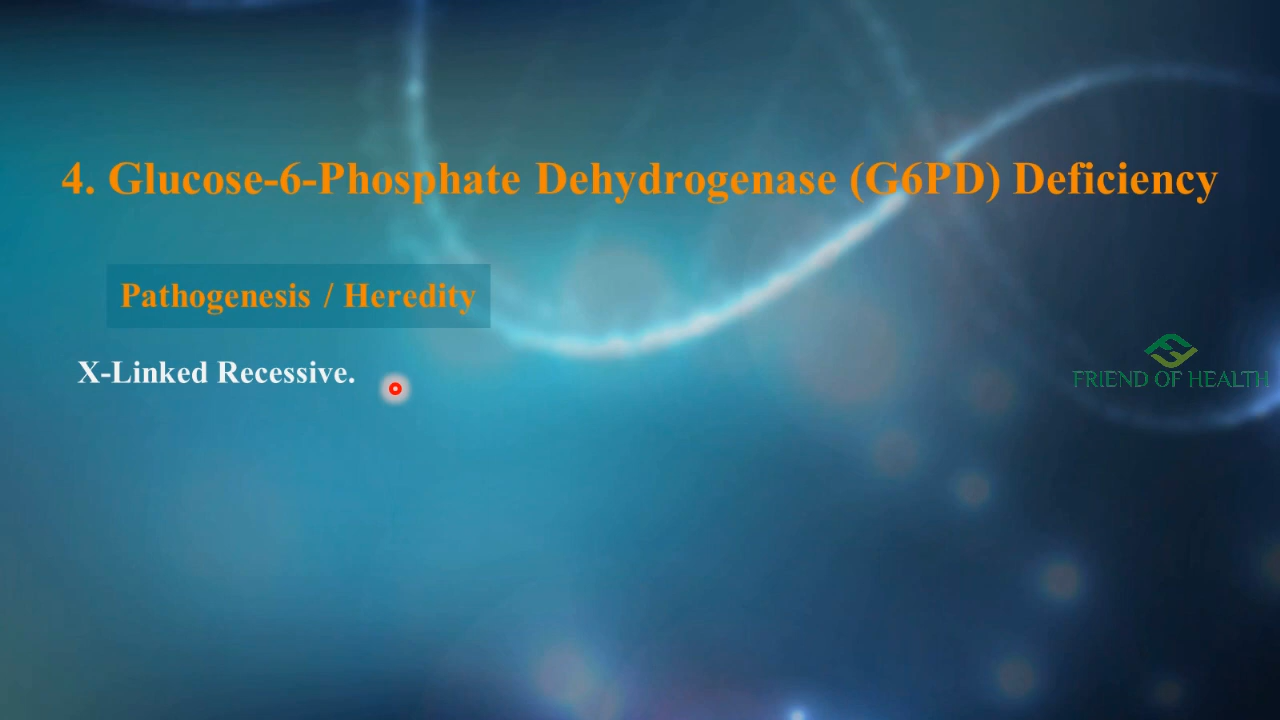 4. Glucose-6-Phosphate Dehydrogenase (G6PD) Deficiency
Pathogenesis / Heredity
X-Linked Recessive.
FRIEND OF HEALTH